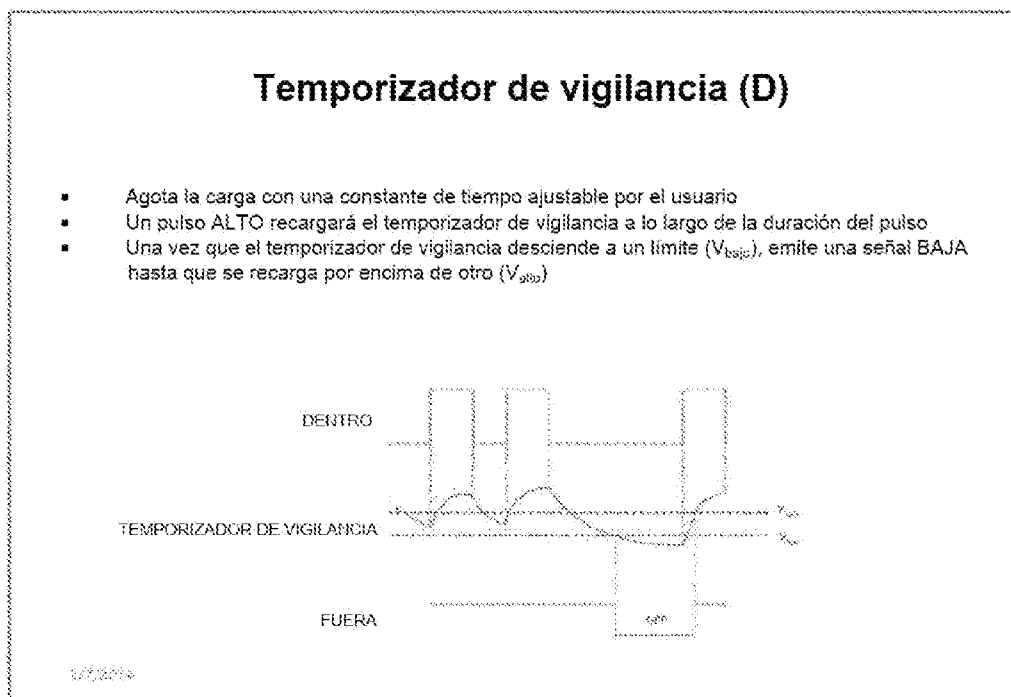 Temporizador de vigilancia (D)
▪ Agota la carga con una constante de tiempo ajustable por el usuario
▪ Un pulso ALTO recargará el temporizador de vigilancia a lo largo de la duración del pulso
▪ Una vez que el temporizador de vigilancia desciende a un límite (V_bajo), emite una señal BAJA
hasta que se recarga por encima de otro (V_alto)
DENTRO
TEMPORIZADOR DE VIGILANCIA
FUERA